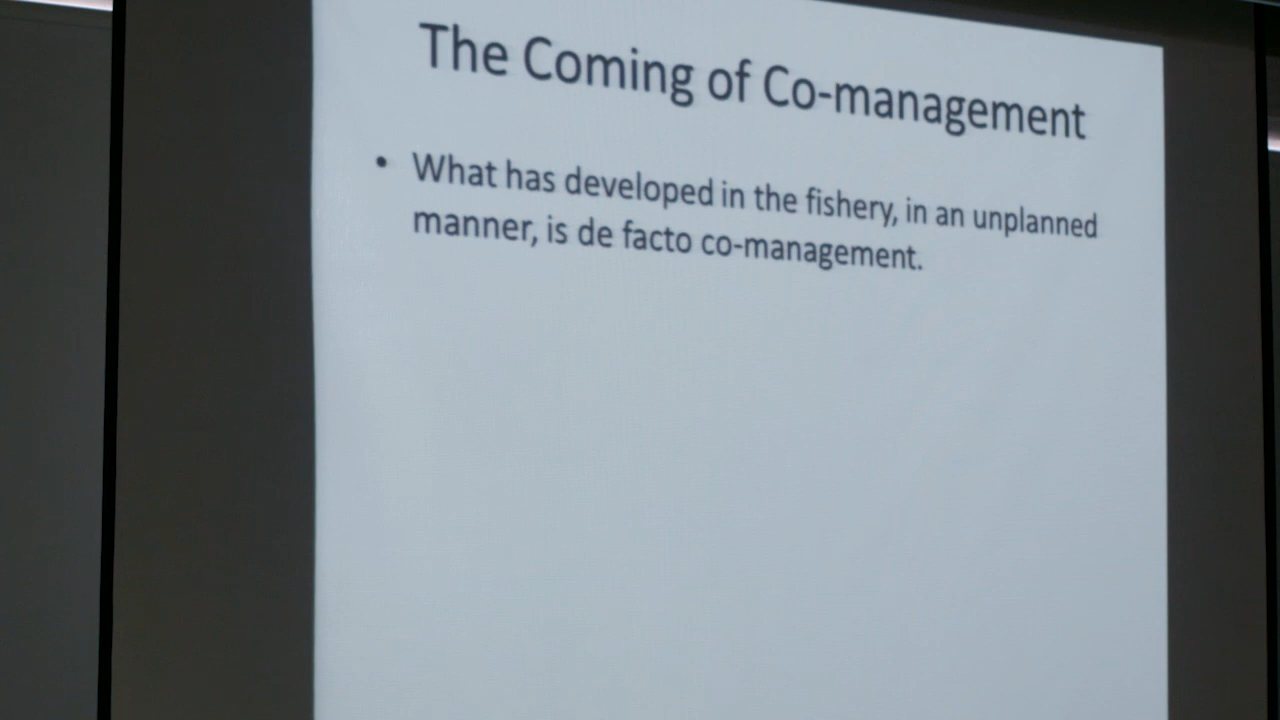 The Coming of Co-management
• What has developed in the fishery, in an unplanned
manner, is de facto co-management.